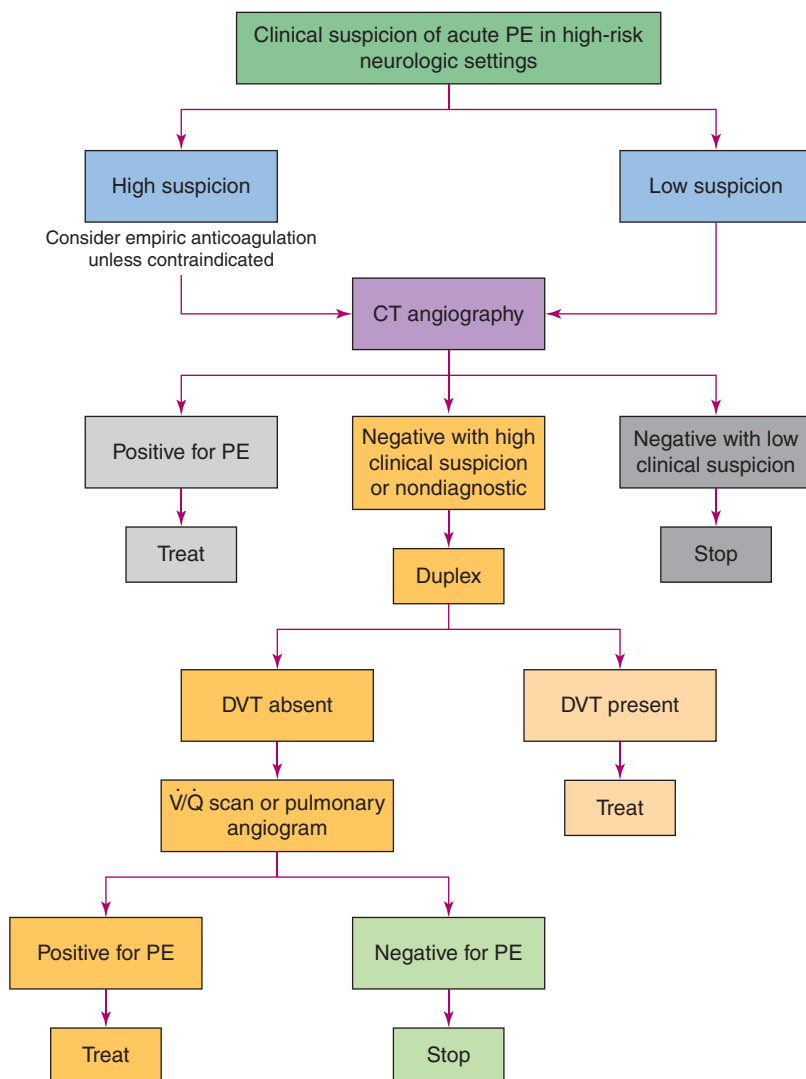 Clinical suspicion of acute PE in high-risk
neurologic settings
High suspicion
Low suspicion
Consider empiric anticoagulation
unless contraindicated
CT angiography
Positive for PE
Negative with high
clinical suspicion
or nondiagnostic
Negative with low
clinical suspicion
Treat
Stop
Duplex
DVT absent
DVT present
V̇/Q̇ scan or pulmonary
angiogram
Treat
Positive for PE
Negative for PE
Treat
Stop